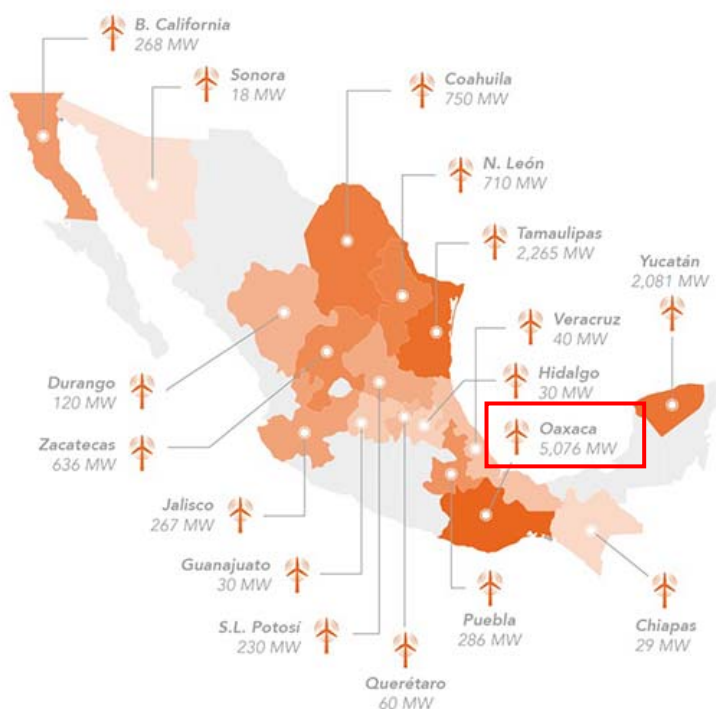 B. California
268 MW
Sonora
18 MW
Coahuila
750 MW
N. León
710 MW
Tamaulipas
2,265 MW
Yucatán
2,081 MW
Veracruz
40 MW
Hidalgo
30 MW
Oaxaca
5,076 MW
Durango
120 MW
Zacatecas
636 MW
Jalisco
267 MW
Guanajuato
30 MW
S.L. Potosí
230 MW
Querétaro
60 MW
Puebla
286 MW
Chiapas
29 MW